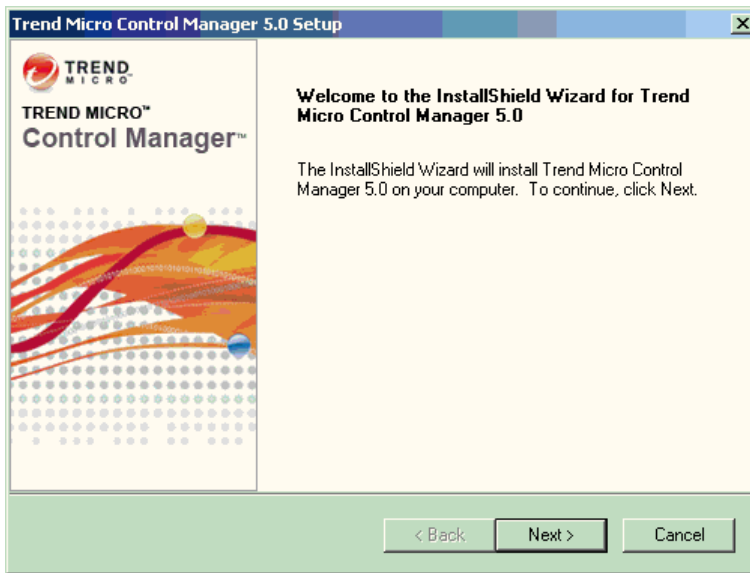 Trend Micro Control Manager 5.0 Setup
TREND
MICRO™
TREND MICRO™
Control Manager™
Welcome to the InstallShield Wizard for Trend
Micro Control Manager 5.0
The InstallShield Wizard will install Trend Micro Control
Manager 5.0 on your computer. To continue, click Next.
< Back
Next >
Cancel